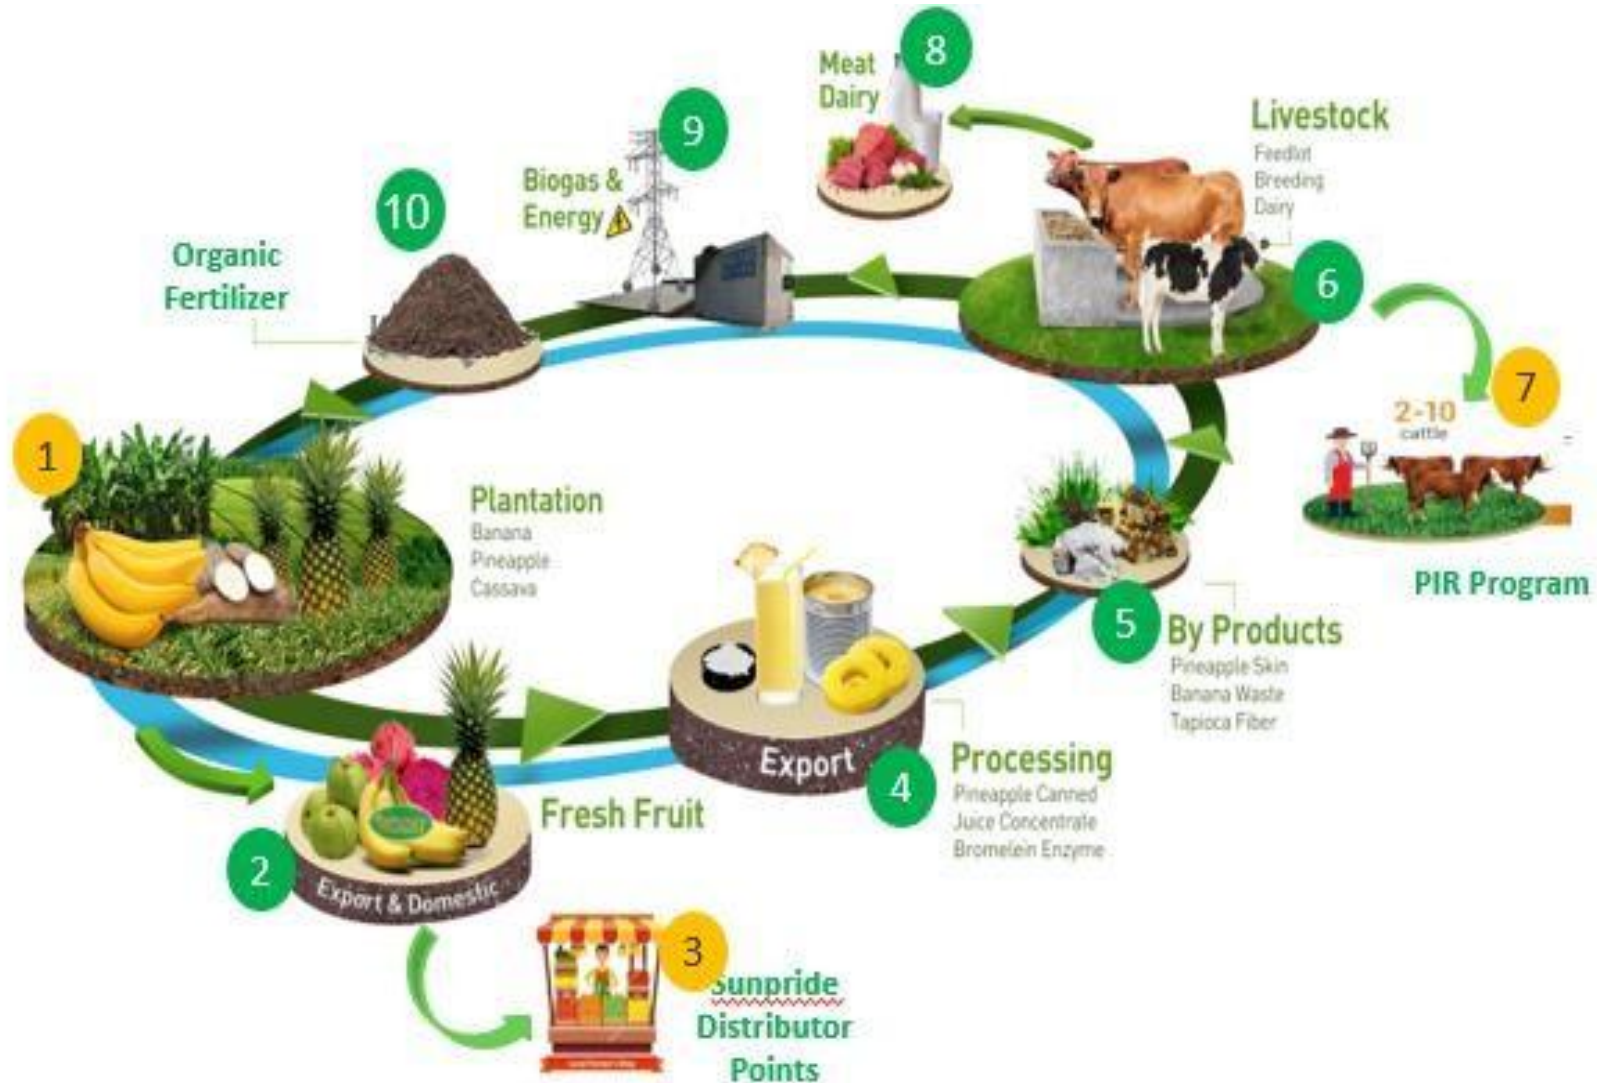 8
Meat
Dairy
Livestock
Feedlot
Breeding
Dairy
9
Biogas &
Energy
10
Organic
Fertilizer
6
7
2-10
cattle
PIR Program
1
Plantation
Banana
Pineapple
Cassava
5
By Products
Pineapple Skin
Banana Waste
Tapioca Fiber
Export
4
Processing
Pineapple Canned
Juice Concentrate
Bromelein Enzyme
Fresh Fruit
2
Export & Domestic
3
Sunpride
Distributor
Points